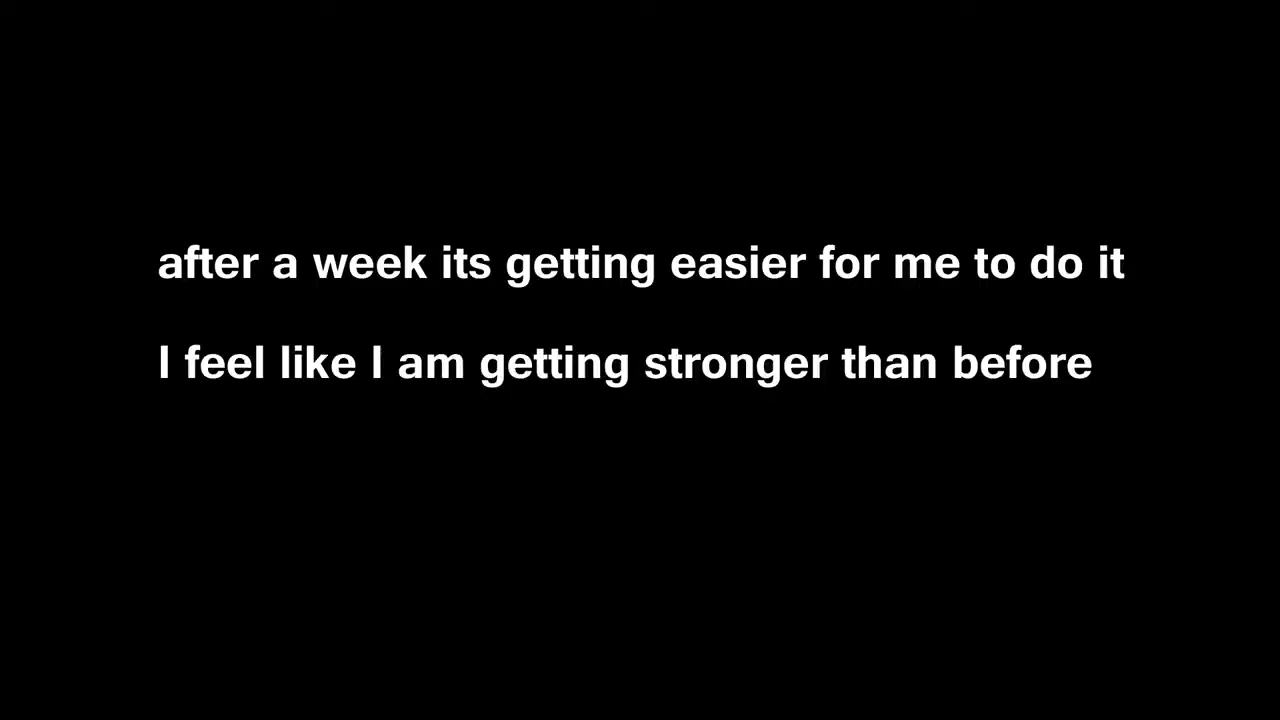 after a week its getting easier for me to do it
I feel like I am getting stronger than before